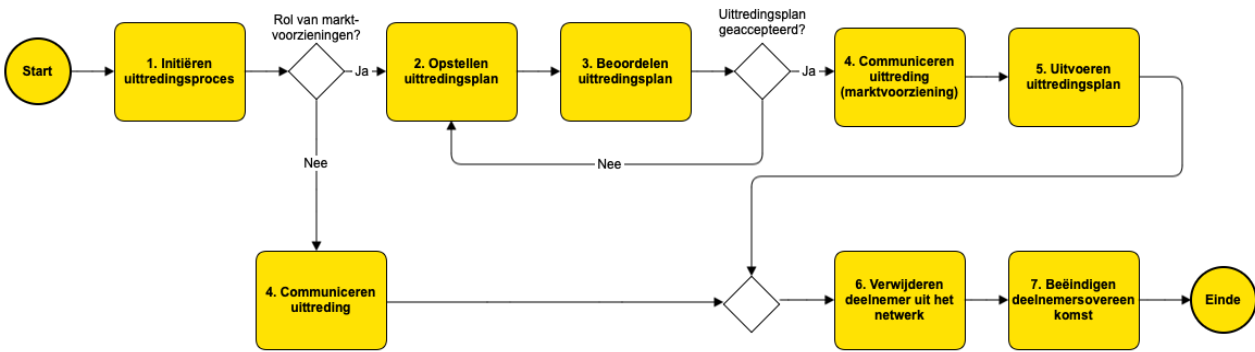 Start
1. Initiëren
uittredingsproces
Rol van markt-
voorzieningen?
Ja
2. Opstellen
uittredingsplan
3. Beoordelen
uittredingsplan
Uittredingsplan
geaccepteerd?
Ja
4. Communiceren
uittreding
(marktvoorziening)
5. Uitvoeren
uittredingsplan
Nee
Nee
4. Communiceren
uittreding
6. Verwijderen
deelnemer uit het
netwerk
7. Beëindigen
deelnemersovereen
komst
Einde